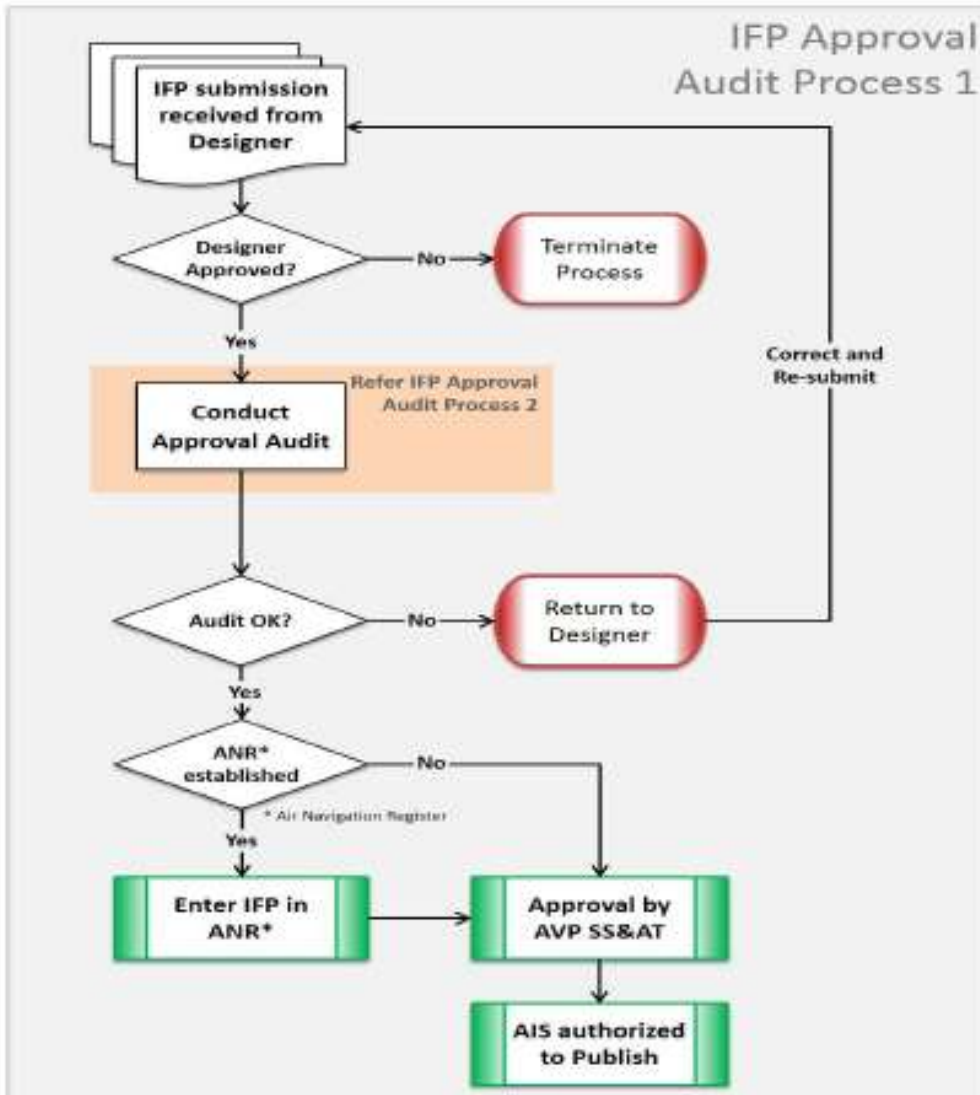 IFP Approval
Audit Process 1
IFP submission
received from
Designer
Designer
Approved?
No
Terminate
Process
Yes
Correct and
Re-submit
Refer IFP Approval
Audit Process 2
Conduct
Approval Audit
Audit OK?
No
Return to
Designer
Yes
ANR*
established
No
* Air Navigation Register
Yes
Enter IFP in
ANR*
Approval by
AVP SS&AT
AIS authorized
to Publish